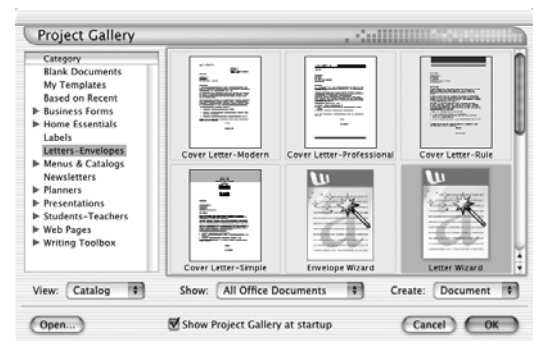 Project Gallery
Category
Blank Documents
My Templates
Based on Recent
Business Forms
Home Essentials
Labels
Letters-Envelopes
Menus & Catalogs
Newsletters
Planners
Presentations
Students-Teachers
Web Pages
Writing Toolbox
Cover Letter-Modern
Cover Letter-Professional
Cover Letter-Rule
Cover Letter-Simple
Envelope Wizard
Letter Wizard
View: Catalog
Show: All Office Documents
Create: Document
Open...
Show Project Gallery at startup
Cancel
OK